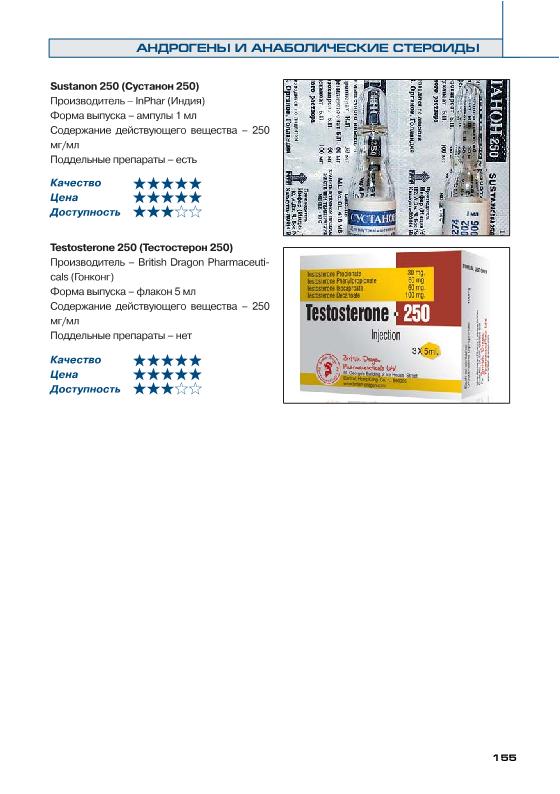 АНДРОГЕНЫ И АНАБОЛИЧЕСКИЕ СТЕРОИДЫ
Sustanon 250 (Сустанон 250)
Производитель – InPhar (Индия)
Форма выпуска – ампулы 1 мл
Содержание действующего вещества – 250
мг/мл
Поддельные препараты – есть
Качество ★★★★★
Цена ★★★★★
Доступность ★★★☆☆
СУСТАНОН
250
SUSTANON
Testosterone 250 (Тестостерон 250)
Производитель – British Dragon Pharmaceuti-
cals (Гонконг)
Форма выпуска – флакон 5 мл
Содержание действующего вещества – 250
мг/мл
Поддельные препараты – нет
Качество ★★★★★
Цена ★★★★★
Доступность ★★★☆☆
Testosterone Propionate 30 mg.
Testosterone Phenylpropionate 60 mg.
Testosterone Isocaproate 60 mg.
Testosterone Decanoate 100 mg.
Testosterone - 250
Injection
3 X 5ml.
British Dragon
Pharmaceuticals Ltd
155